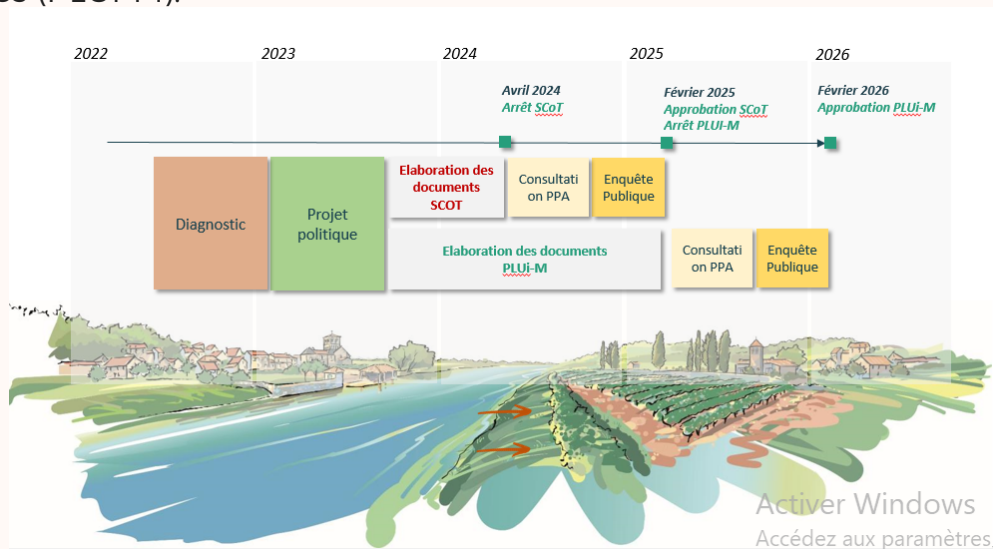 2022
2023
2024
2025
2026
Avril 2024
Arrêt SCoT
Février 2025
Approbation SCoT
Arrêt PLUI-M
Février 2026
Approbation PLUi-M
Diagnostic
Projet
politique
Elaboration des
documents
SCOT
Consultati
on PPA
Enquête
Publique
Elaboration des documents
PLUi-M
Consultati
on PPA
Enquête
Publique
Activer Windows
Accédez aux paramètres